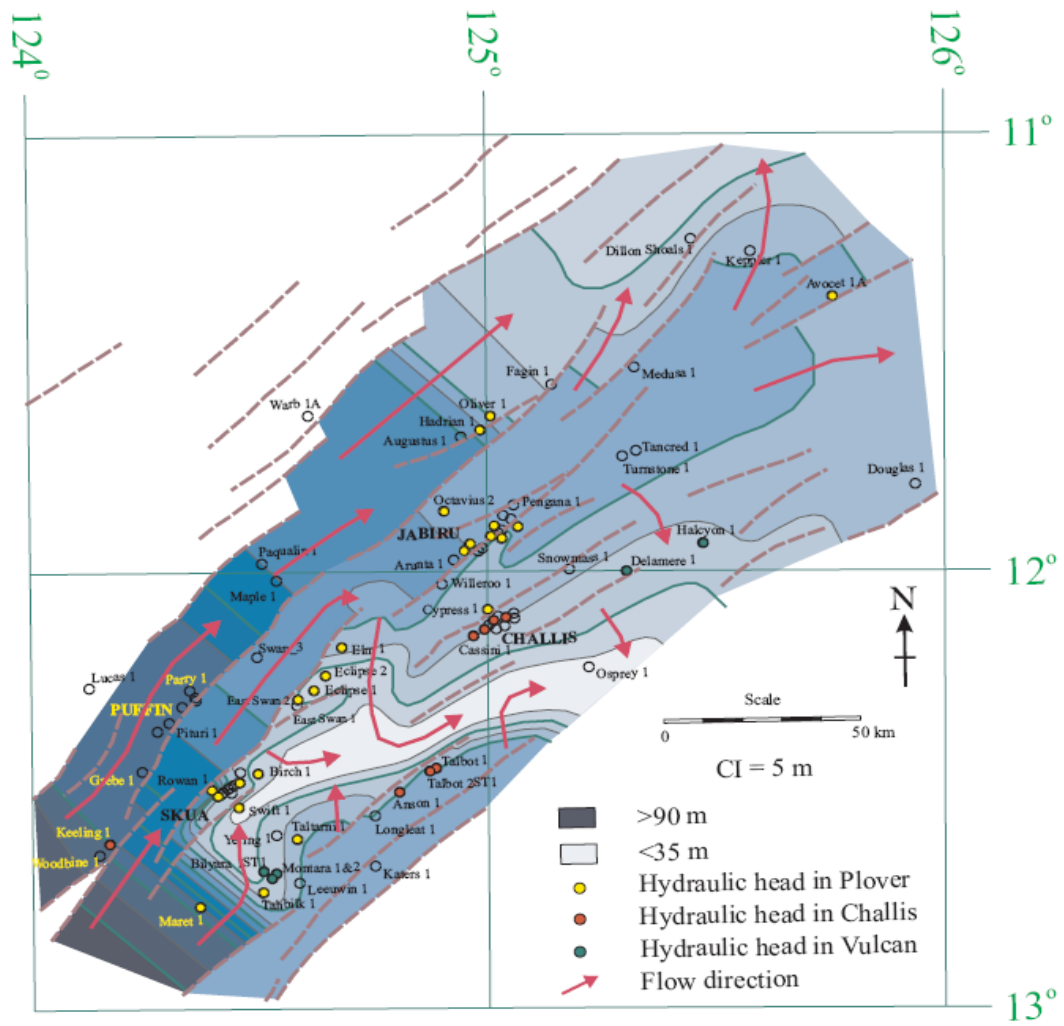 124°
125°
126°
11°
Dillon Shoals 1
Keppler 1
Avocet 1A
Fagin 1
Medusa 1
Warb 1A
Oliver 1
Hadrian 1
Augustus 1
Tancred 1
Turnstone 1
Douglas 1
Octavius 2
Pengana 1
JABIRU
Halcyon 1
Paqualin 1
Arunta 1
Snowmass 1
Delamere 1
12°
Maple 1
Willeroo 1
Cypress 1
N
CHALLIS
Cassini 1
Swan_3
Elm 1
Lucas 1
Parry 1
Eclipse 2
Osprey 1
PUFFIN
East Swan 2
Eclipse 1
East Swan 1
Pituri 1
Scale
0
50 km
Grebe 1
Rowan 1
Birch 1
Talbot 1
CI = 5 m
Talbot 2ST1
SKUA
Swift 1
Anson 1
>90 m
Keeling 1
Yering 1
Taltarni 1
Longleat 1
<35 m
Woodbine 1
Bilyara 1ST1
Montara 1&2
Katers 1
Hydraulic head in Plover
Leeuwin 1
Tahbilk 1
Hydraulic head in Challis
Maret 1
Hydraulic head in Vulcan
Flow direction
13°